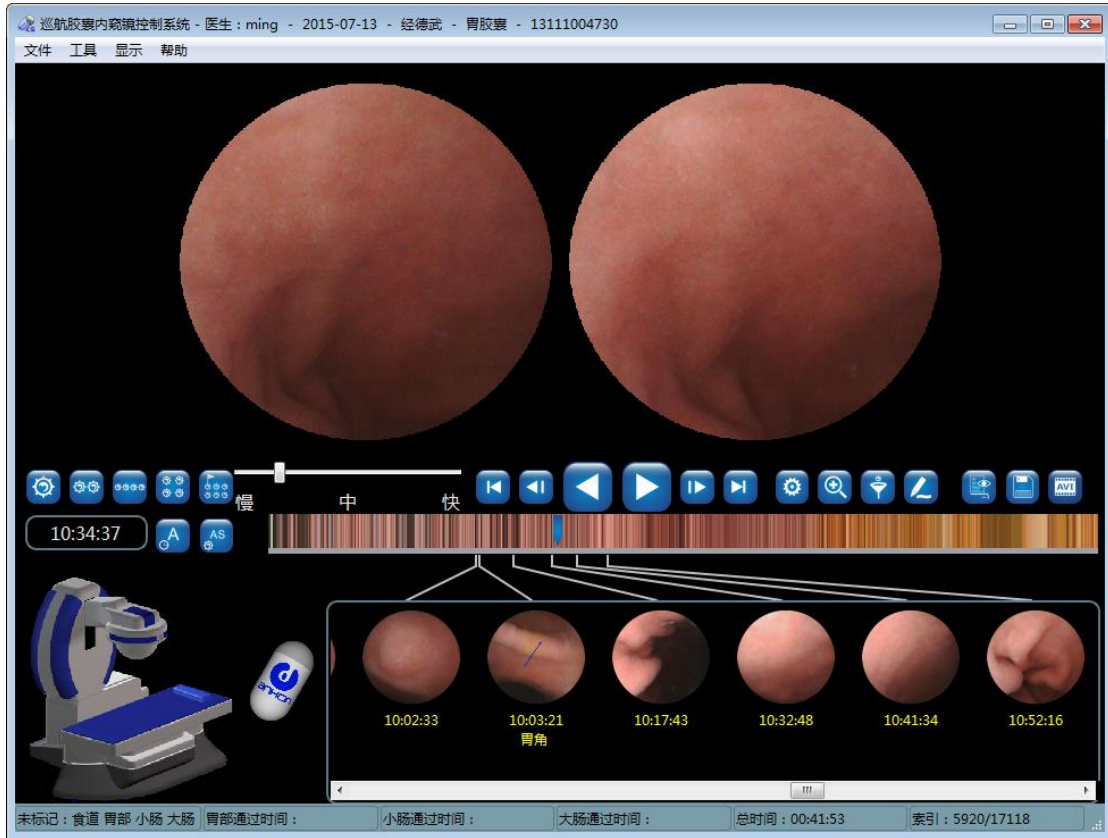 巡航胶囊内窥镜控制系统 - 医生：ming - 2015-07-13 - 经德武 - 胃胶囊 - 13111004730
文件 工具 显示 帮助
慢 中 快
AVI
10:34:37
A
AS
ANKON
10:02:33
10:03:21
10:17:43
10:32:48
10:41:34
10:52:16
胃角
未标记：食道 胃部 小肠 大肠
胃部通过时间：
小肠通过时间：
大肠通过时间：
总时间：00:41:53
索引：5920/17118